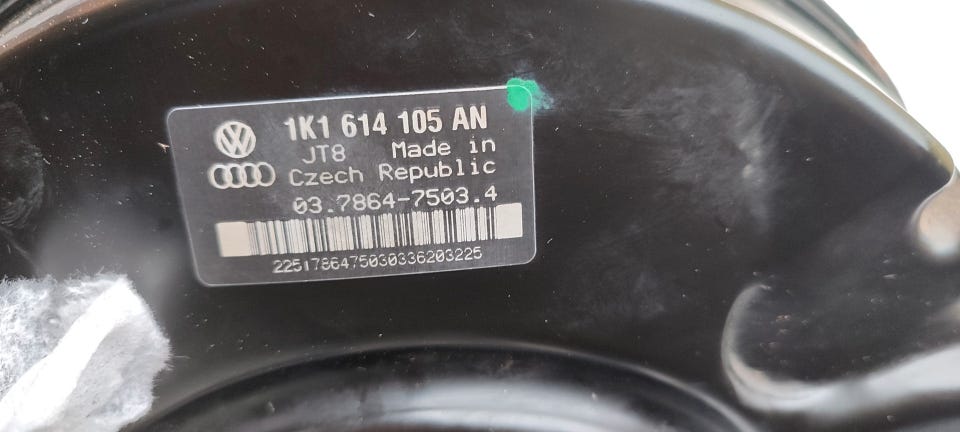 1K1 614 105 AN
JT8 Made in
Czech Republic
03.7864-7503.4
2251786475030336203225